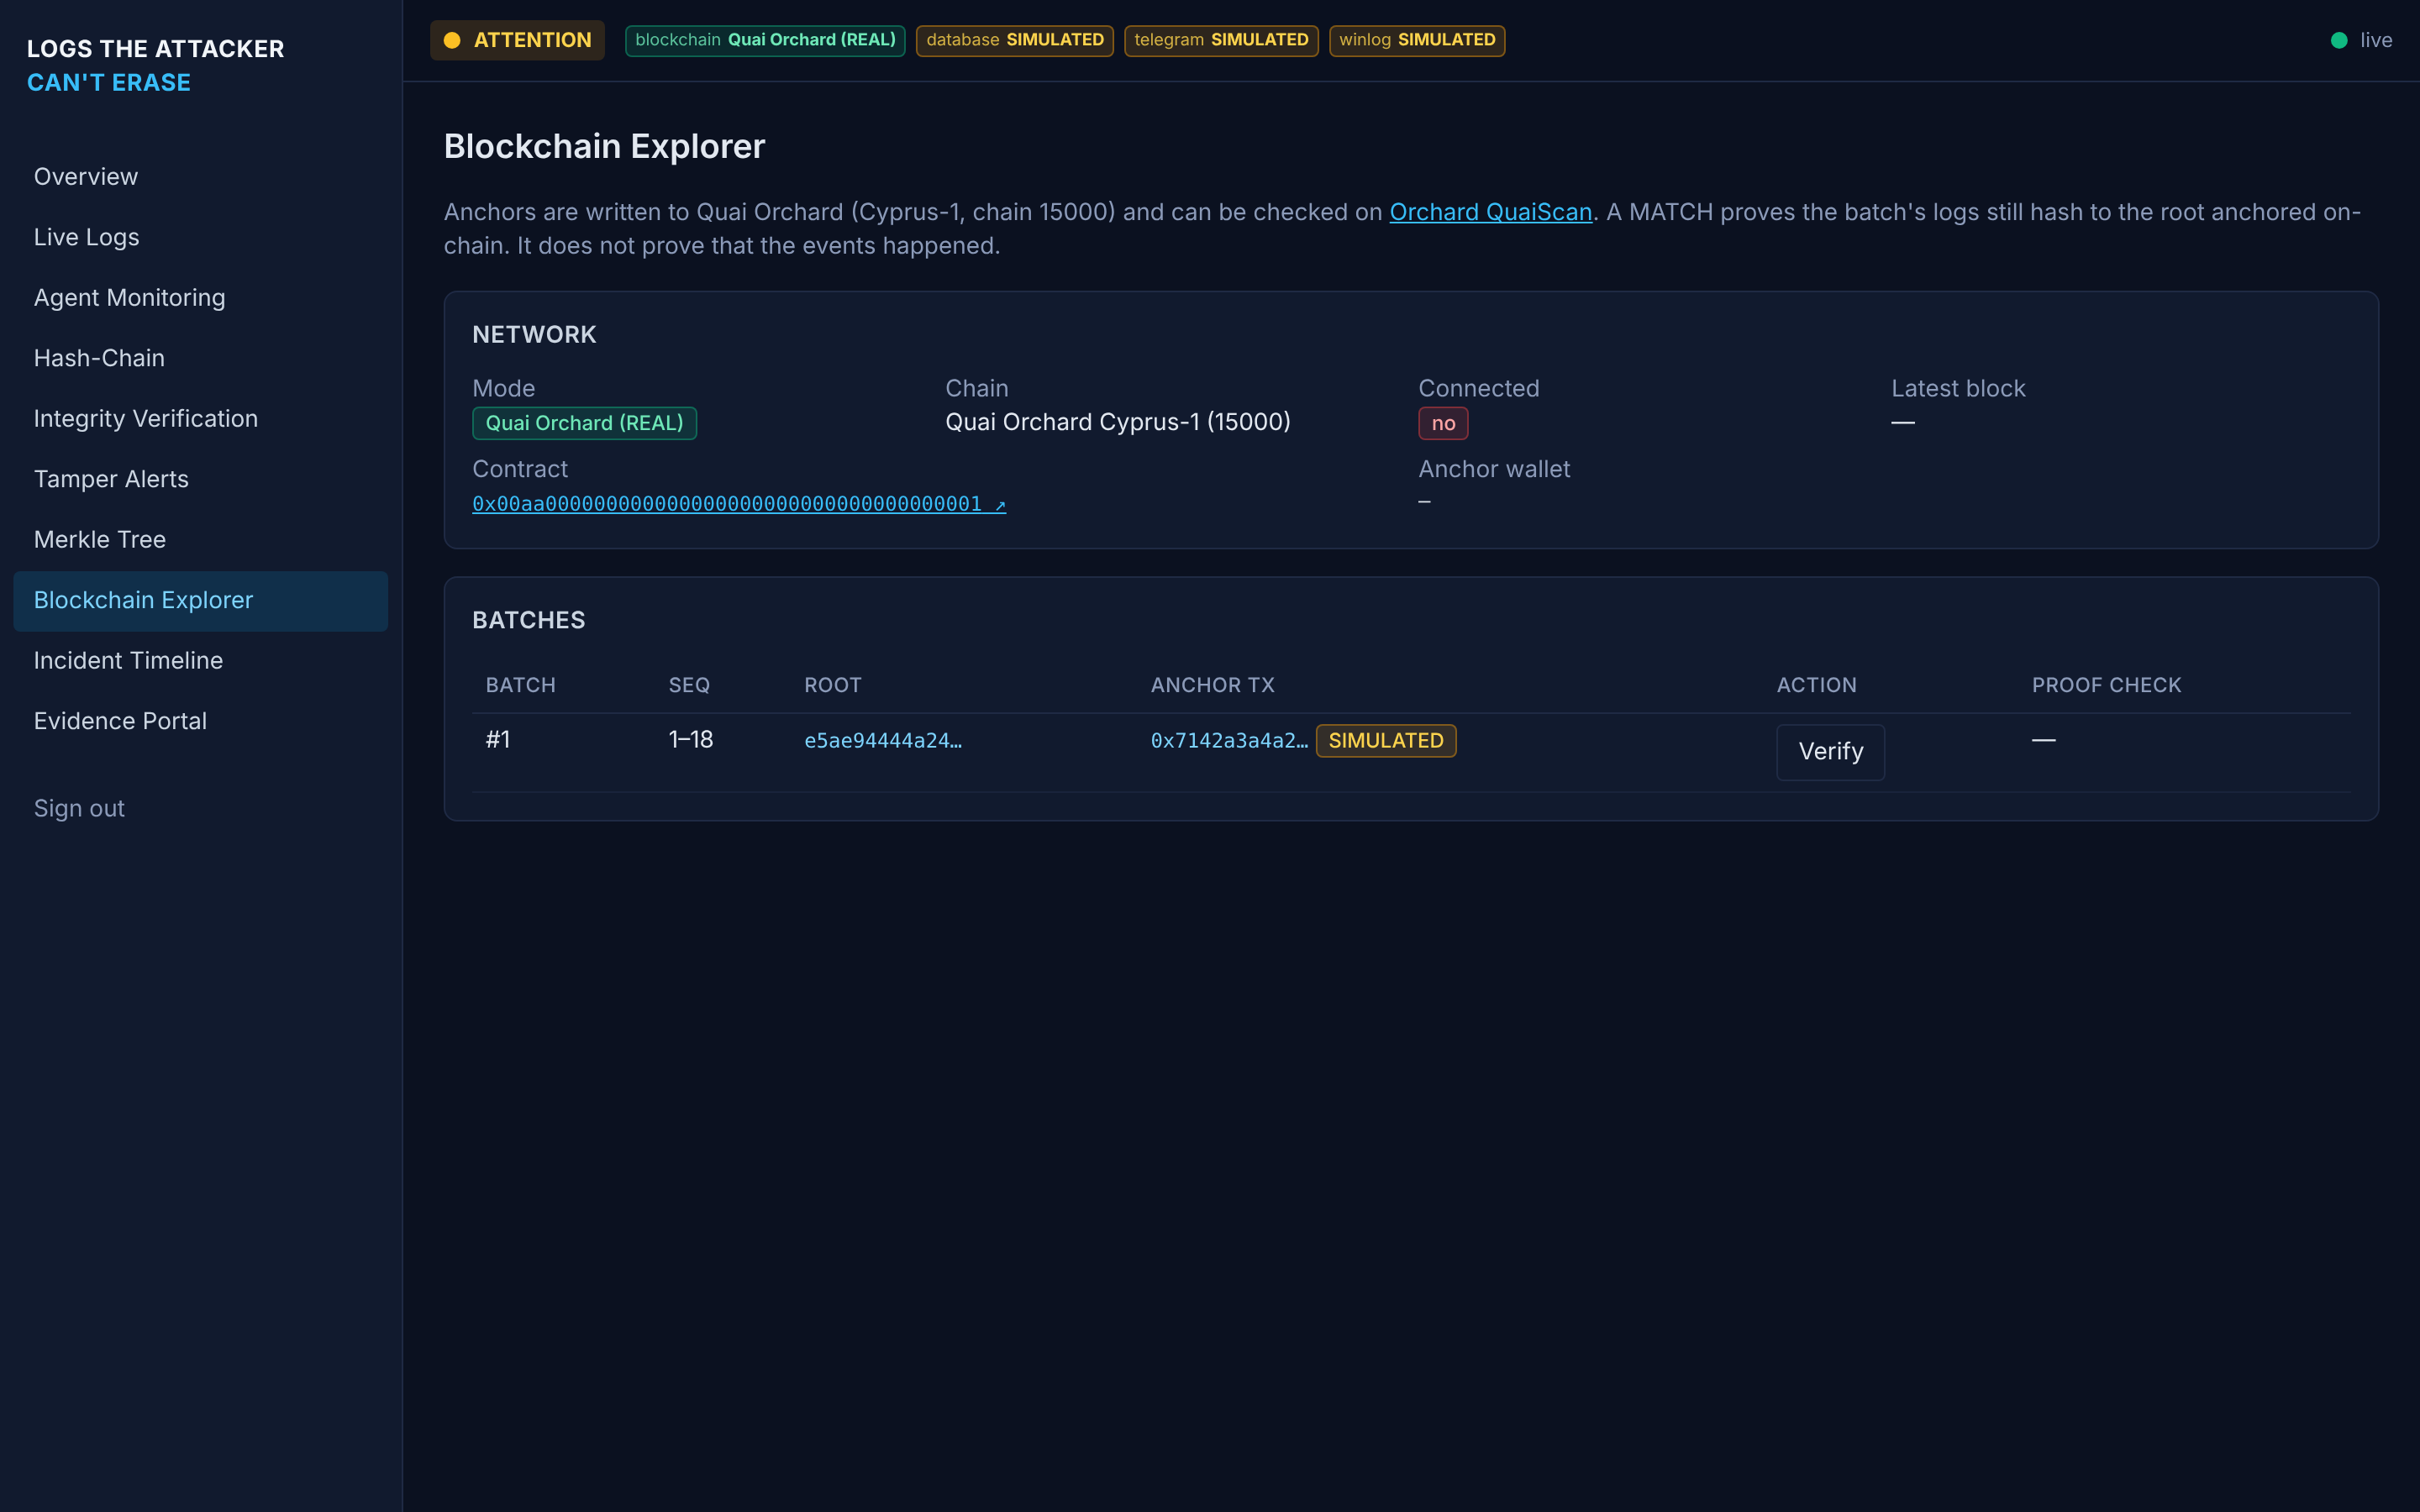 LOGS THE ATTACKER
CAN'T ERASE
Overview
Live Logs
Agent Monitoring
Hash-Chain
Integrity Verification
Tamper Alerts
Merkle Tree
Blockchain Explorer
Incident Timeline
Evidence Portal
Sign out
ATTENTION
blockchain Quai Orchard (REAL)
database SIMULATED
telegram SIMULATED
winlog SIMULATED
live
Blockchain Explorer
Anchors are written to Quai Orchard (Cyprus-1, chain 15000) and can be checked on Orchard QuaiScan. A MATCH proves the batch's logs still hash to the root anchored on-
chain. It does not prove that the events happened.
NETWORK
Mode
Quai Orchard (REAL)
Chain
Quai Orchard Cyprus-1 (15000)
Connected
no
Latest block
—
Contract
0x00aa000000000000000000000000000000000001 ↗
Anchor wallet
–
BATCHES
BATCH SEQ ROOT ANCHOR TX ACTION PROOF CHECK
#1 1–18 e5ae94444a24… 0x7142a3a4a2… SIMULATED Verify —